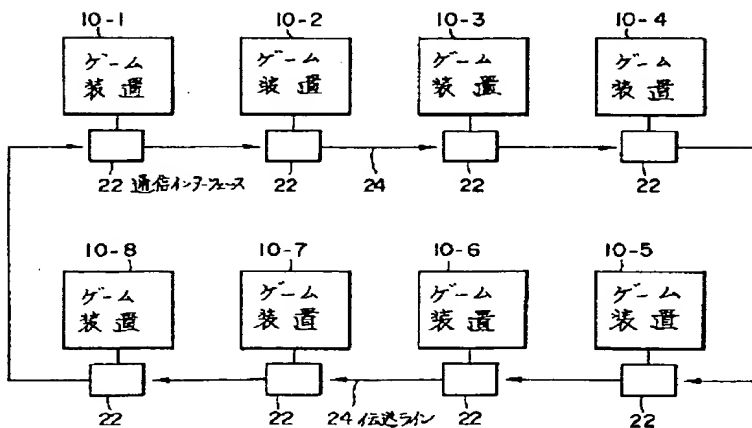 10-1 10-2 10-3 10-4
ゲーム装置 ゲーム装置 ゲーム装置 ゲーム装置
22 通信インターフェース 22 24 22 22
10-8 10-7 10-6 10-5
ゲーム装置 ゲーム装置 ゲーム装置 ゲーム装置
22 22 24 伝送ライン 22 22